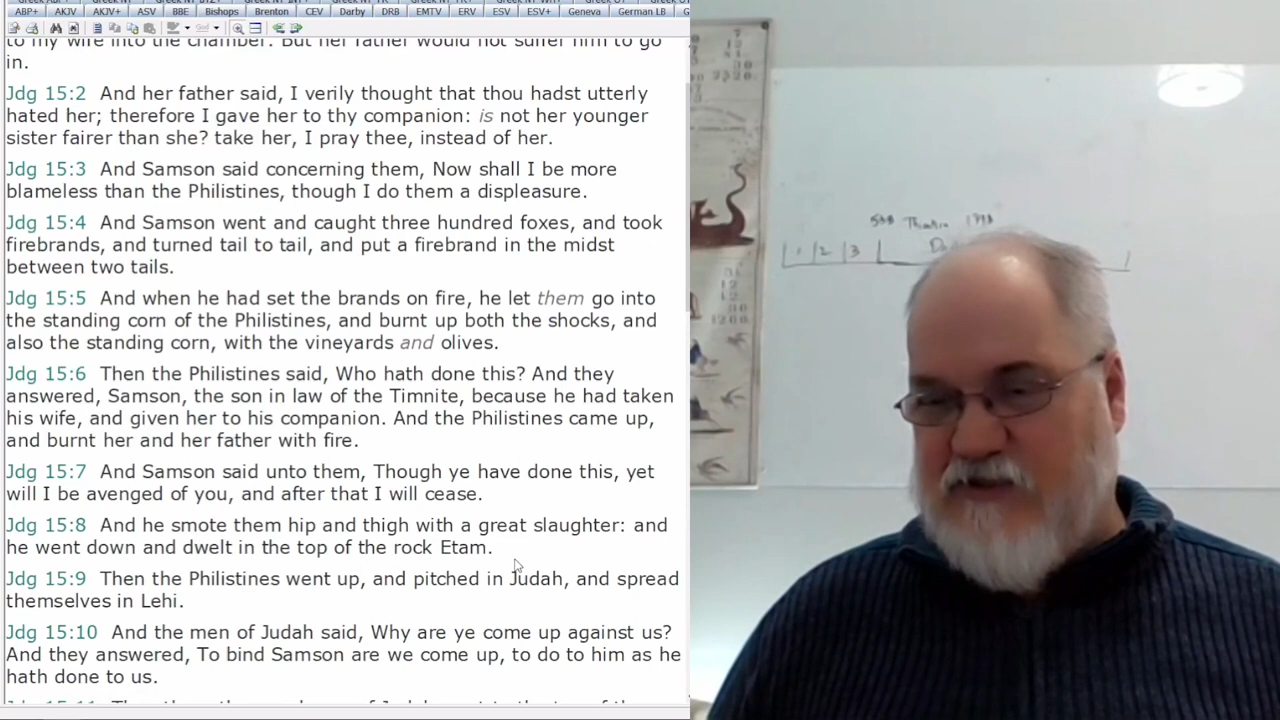 ABP+ AKJV AKJV+ ASV BBE Bishops Brenton CEV Darby DRB EMTV ERV ESV ESV+ Geneva German LB G
to my wife into the chamber. But her father would not suffer him to go
in.
Jdg 15:2 And her father said, I verily thought that thou hadst utterly
hated her; therefore I gave her to thy companion: is not her younger
sister fairer than she? take her, I pray thee, instead of her.
Jdg 15:3 And Samson said concerning them, Now shall I be more
blameless than the Philistines, though I do them a displeasure.
Jdg 15:4 And Samson went and caught three hundred foxes, and took
firebrands, and turned tail to tail, and put a firebrand in the midst
between two tails.
Jdg 15:5 And when he had set the brands on fire, he let them go into
the standing corn of the Philistines, and burnt up both the shocks, and
also the standing corn, with the vineyards and olives.
Jdg 15:6 Then the Philistines said, Who hath done this? And they
answered, Samson, the son in law of the Timnite, because he had taken
his wife, and given her to his companion. And the Philistines came up,
and burnt her and her father with fire.
Jdg 15:7 And Samson said unto them, Though ye have done this, yet
will I be avenged of you, and after that I will cease.
Jdg 15:8 And he smote them hip and thigh with a great slaughter: and
he went down and dwelt in the top of the rock Etam.
Jdg 15:9 Then the Philistines went up, and pitched in Judah, and spread
themselves in Lehi.
Jdg 15:10 And the men of Judah said, Why are ye come up against us?
And they answered, To bind Samson are we come up, to do to him as he
hath done to us.
7
12
30
12
1260
1 2 3